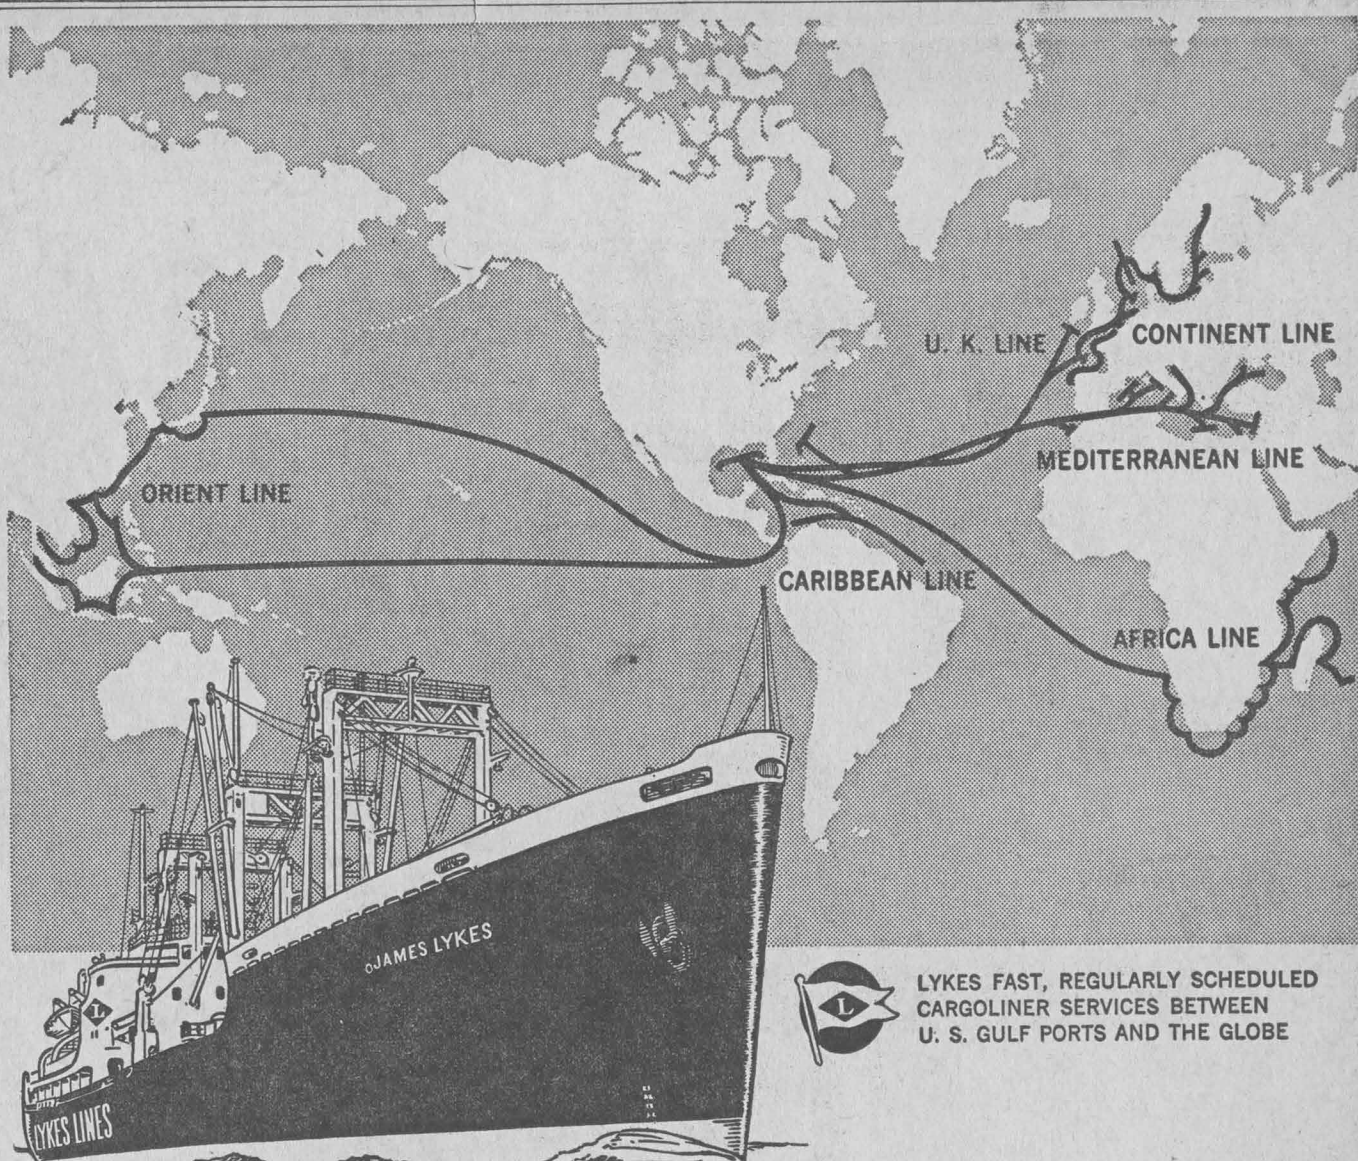 U. K. LINE
CONTINENT LINE
MEDITERRANEAN LINE
ORIENT LINE
CARIBBEAN LINE
AFRICA LINE
JAMES LYKES
L
L
LYKES FAST, REGULARLY SCHEDULED
CARGOLINER SERVICES BETWEEN
U. S. GULF PORTS AND THE GLOBE
LYKES LINES